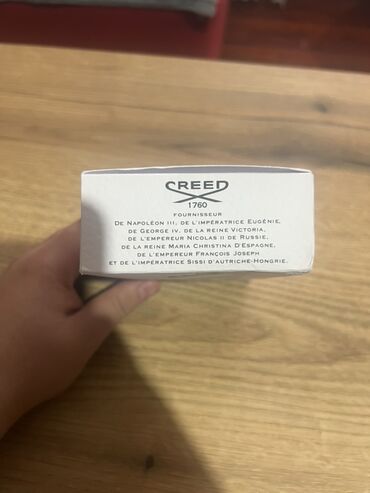 CREED
1760
FOURNISSEUR
DE NAPOLÉON III, DE L'IMPÉRATRICE EUGÉNIE,
DE GEORGE IV, DE LA REINE VICTORIA,
DE L'EMPEREUR NICOLAS II DE RUSSIE,
DE LA REINE MARIA CHRISTINA D'ESPAGNE,
DE L'EMPEREUR FRANÇOIS JOSEPH
ET DE L'IMPÉRATRICE SISSI D'AUTRICHE-HONGRIE.